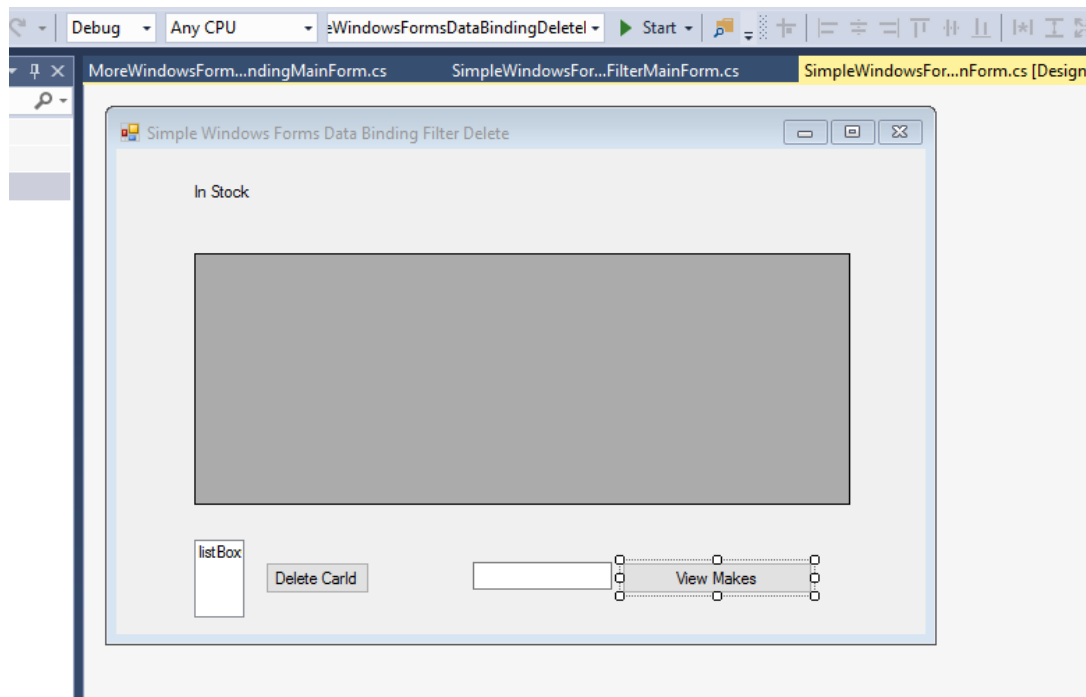 Debug Any CPU eWindowsFormsDataBindingDeletel Start
MoreWindowsForm...ndingMainForm.cs SimpleWindowsFor...FilterMainForm.cs SimpleWindowsFor...nForm.cs [Design
Simple Windows Forms Data Binding Filter Delete
In Stock
listBox
Delete CarId View Makes